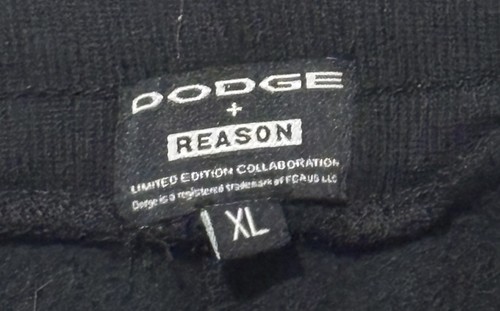 DODGE
+
REASON
LIMITED EDITION COLLABORATION
Dodge is a registered trademark of FCA US LLC
XL